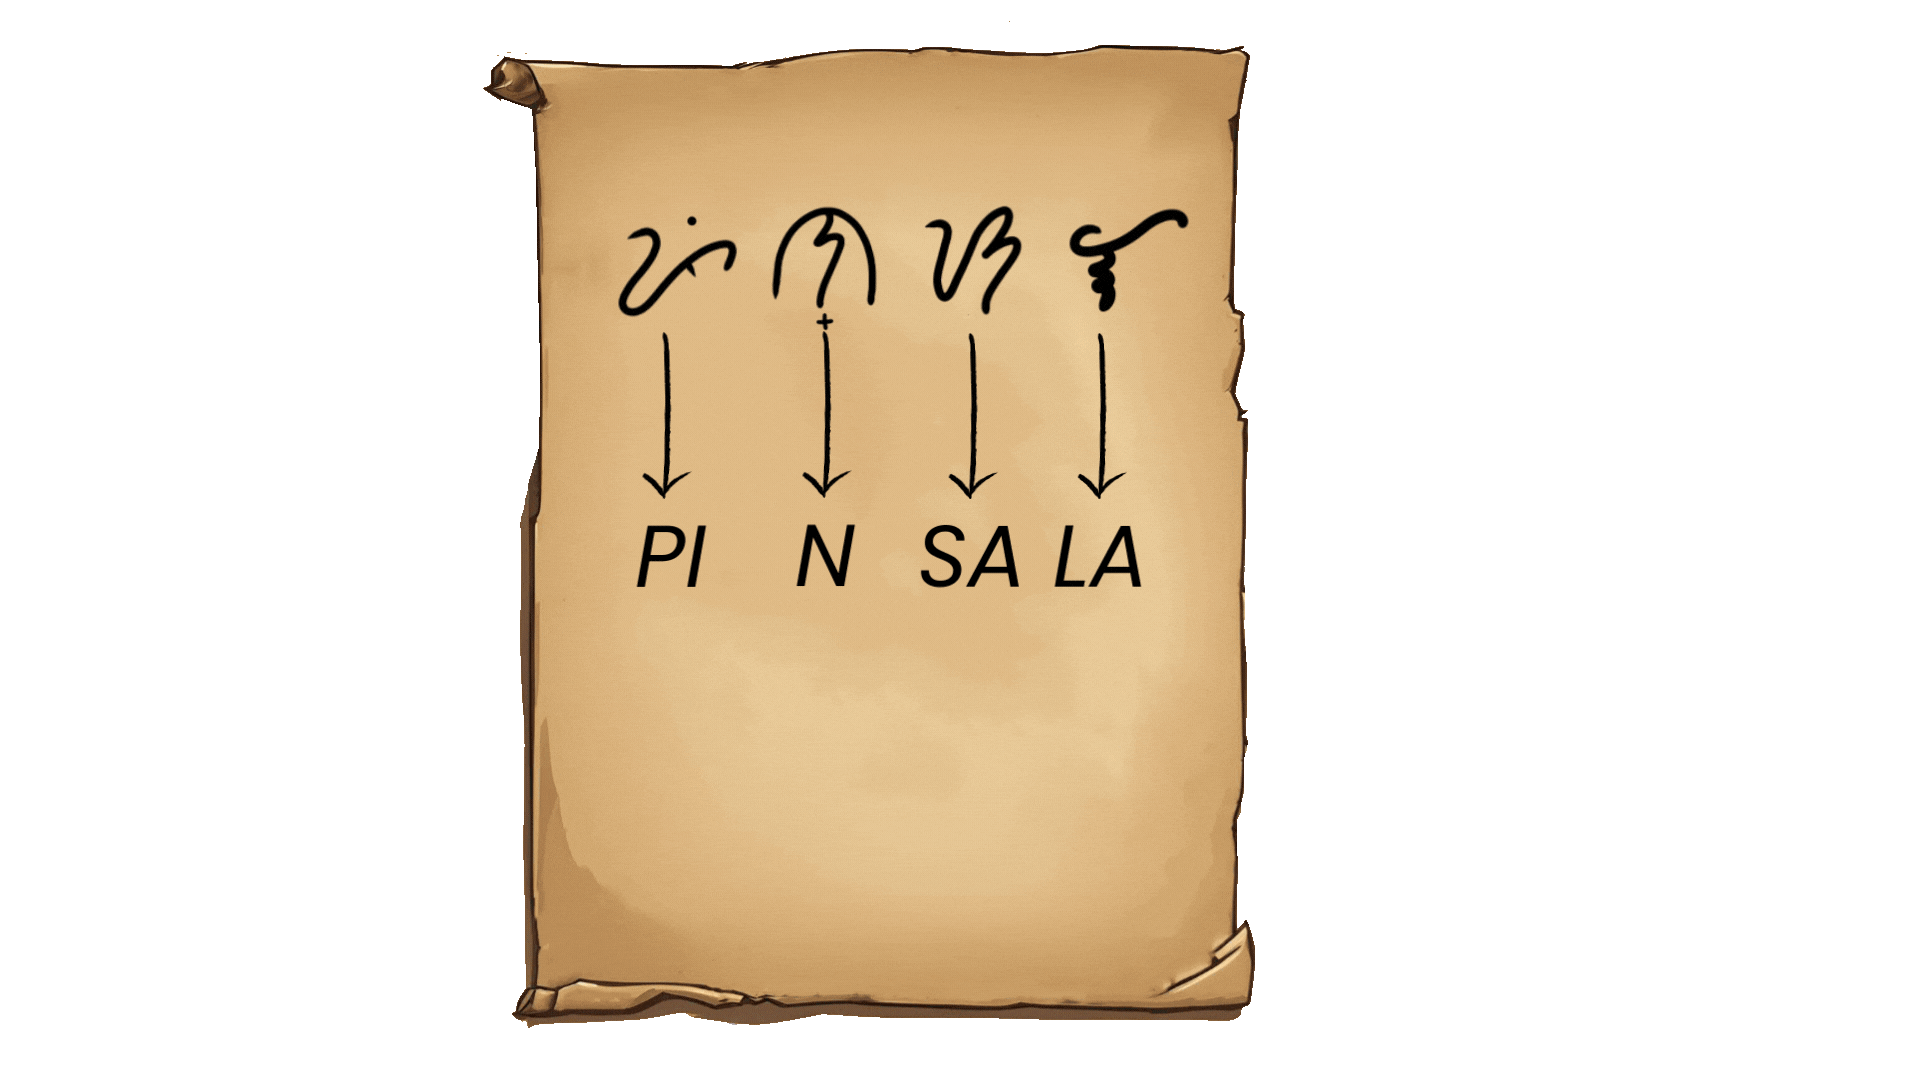 ᜉᜒ ᜈ᜔ ᜐ ᜎ
PI N SA LA